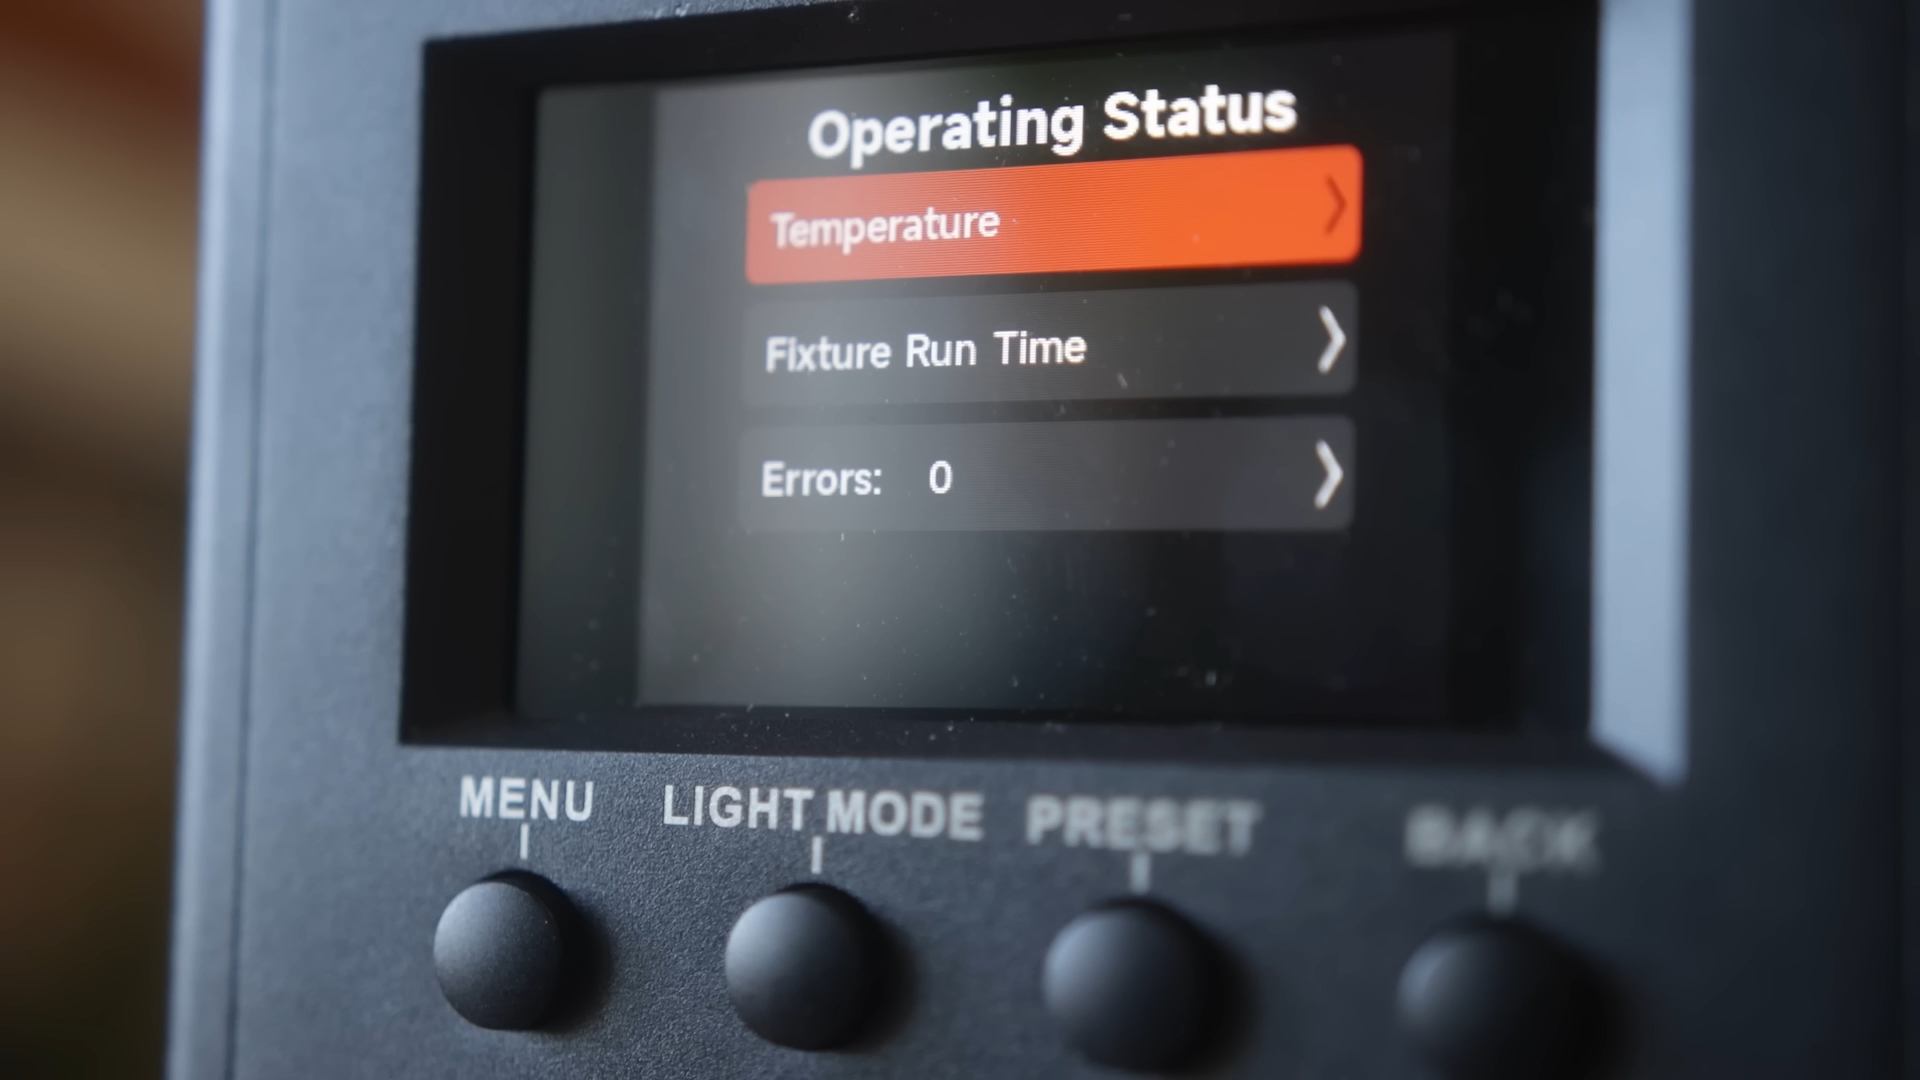 Operating Status
Temperature
Fixture Run Time
Errors: 0
MENU LIGHT MODE PRESET BACK